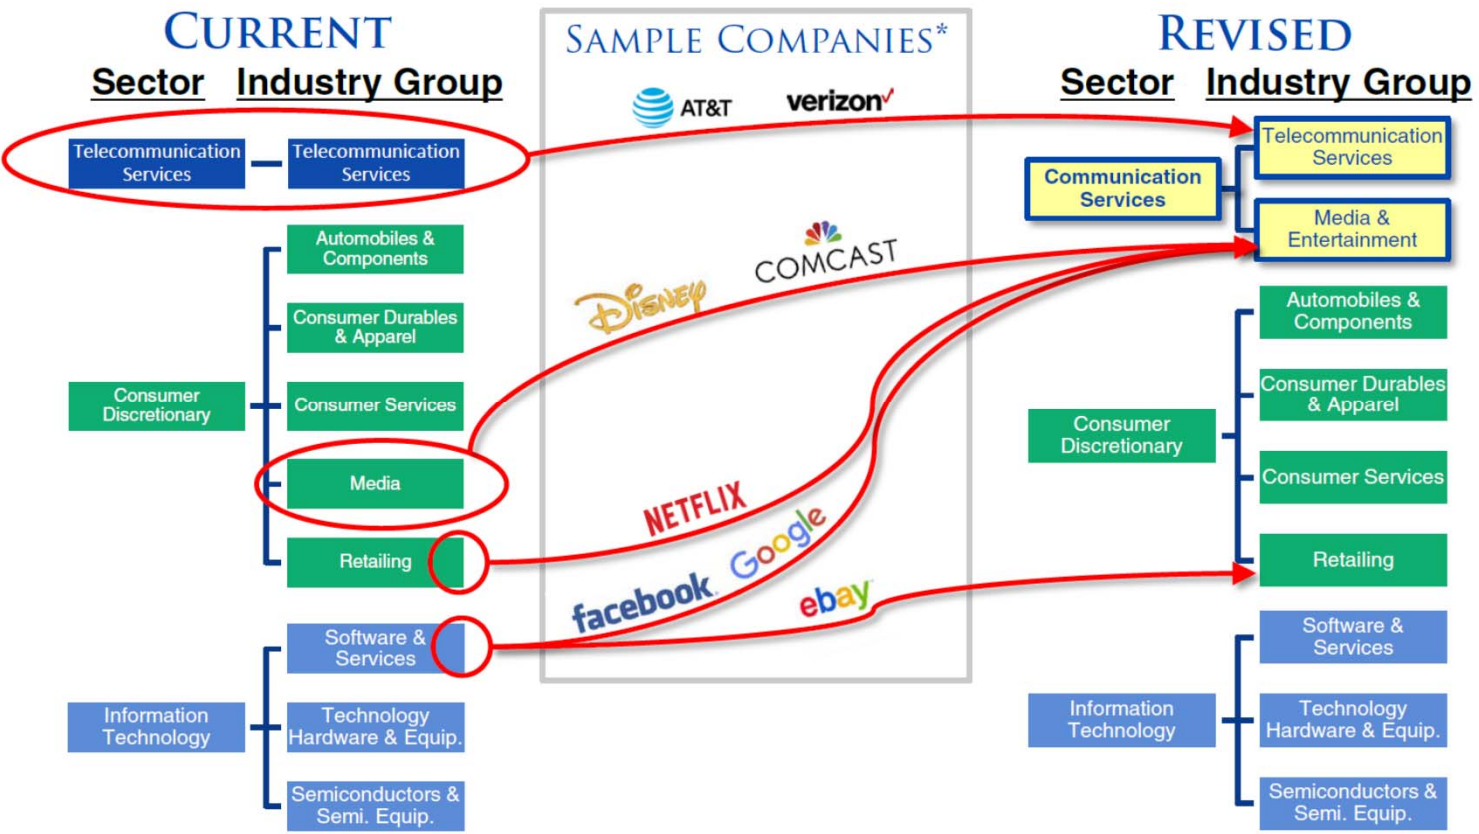 CURRENT
Sector Industry Group
Telecommunication
Services
Telecommunication
Services
Automobiles &
Components
Consumer Durables
& Apparel
Consumer
Discretionary
Consumer Services
Media
Retailing
Software &
Services
Information
Technology
Technology
Hardware & Equip.
Semiconductors &
Semi. Equip.
SAMPLE COMPANIES*
AT&T
verizon
COMCAST
DISNEY
NETFLIX
Google
facebook.
ebay
REVISED
Sector Industry Group
Telecommunication
Services
Communication
Services
Media &
Entertainment
Automobiles &
Components
Consumer Durables
& Apparel
Consumer
Discretionary
Consumer Services
Retailing
Software &
Services
Information
Technology
Technology
Hardware & Equip.
Semiconductors &
Semi. Equip.